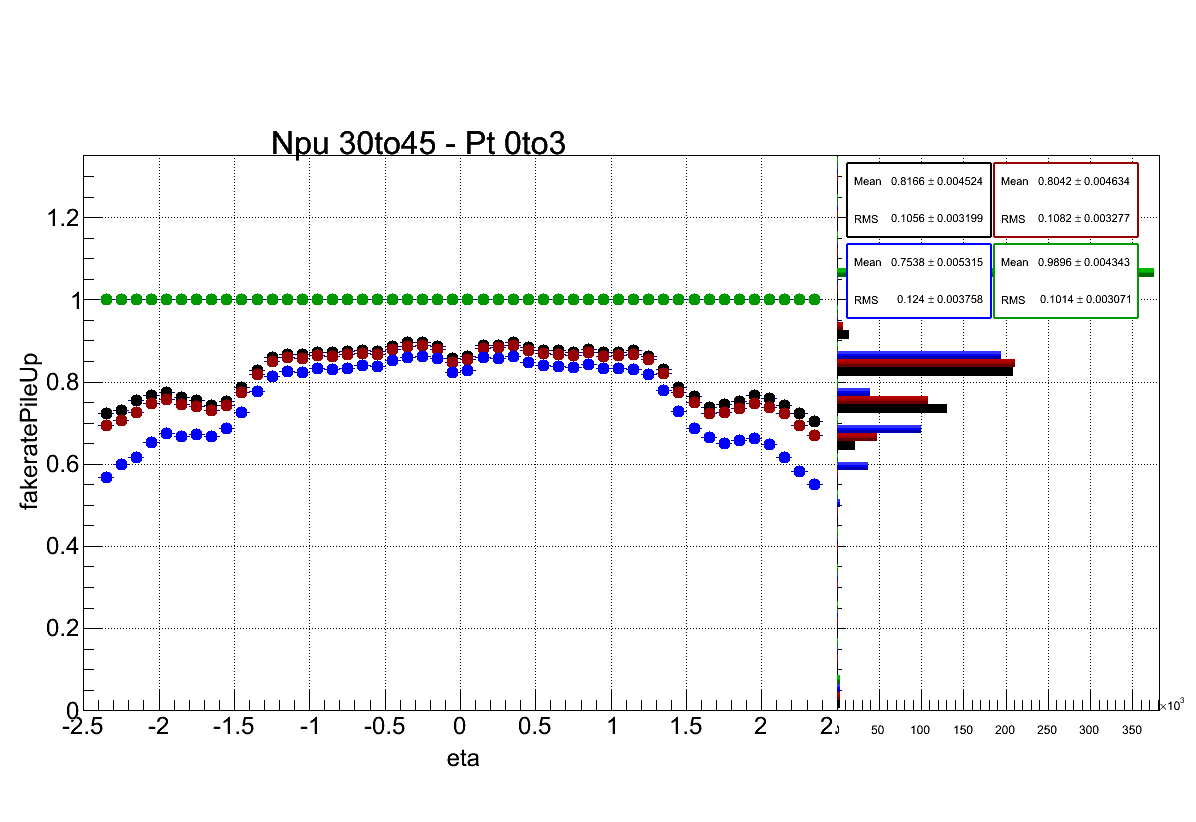 Npu 30to45 - Pt 0to3
fakeratePileUp
1.2
1
0.8
0.6
0.4
0.2
0
-2.5 -2 -1.5 -1 -0.5 0 0.5 1 1.5 2 2.
eta
Mean 0.8166 ± 0.004524
RMS 0.1056 ± 0.003199
Mean 0.8042 ± 0.004634
RMS 0.1082 ± 0.003277
Mean 0.7538 ± 0.005315
RMS 0.124 ± 0.003758
Mean 0.9896 ± 0.004343
RMS 0.1014 ± 0.003071
×10³
50 100 150 200 250 300 350